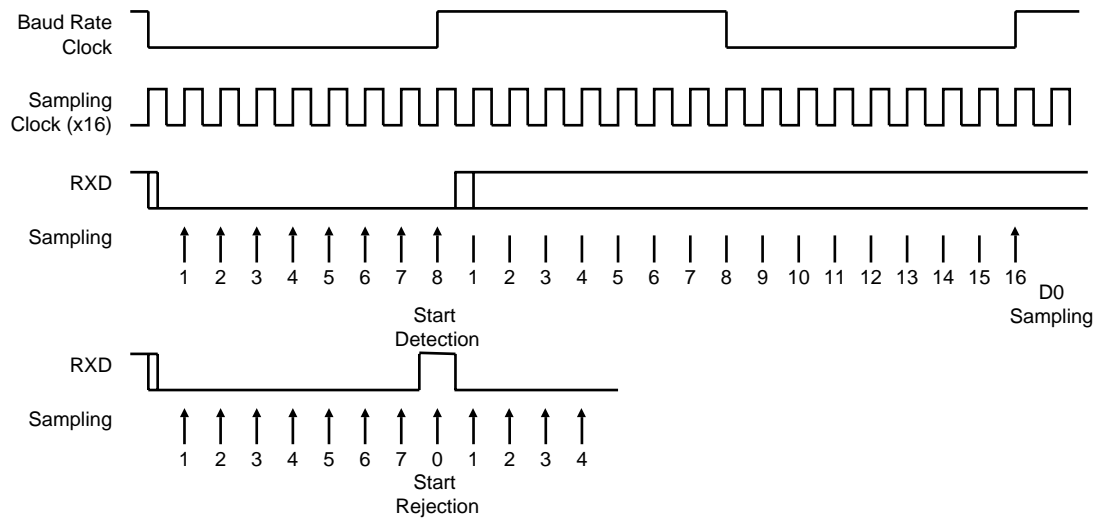 Baud Rate
Clock
Sampling
Clock (x16)
RXD
Sampling
1 2 3 4 5 6 7 8 1 2 3 4 5 6 7 8 9 10 11 12 13 14 15 16
D0
Sampling
Start
Detection
RXD
Sampling
1 2 3 4 5 6 7 0 1 2 3 4
Start
Rejection